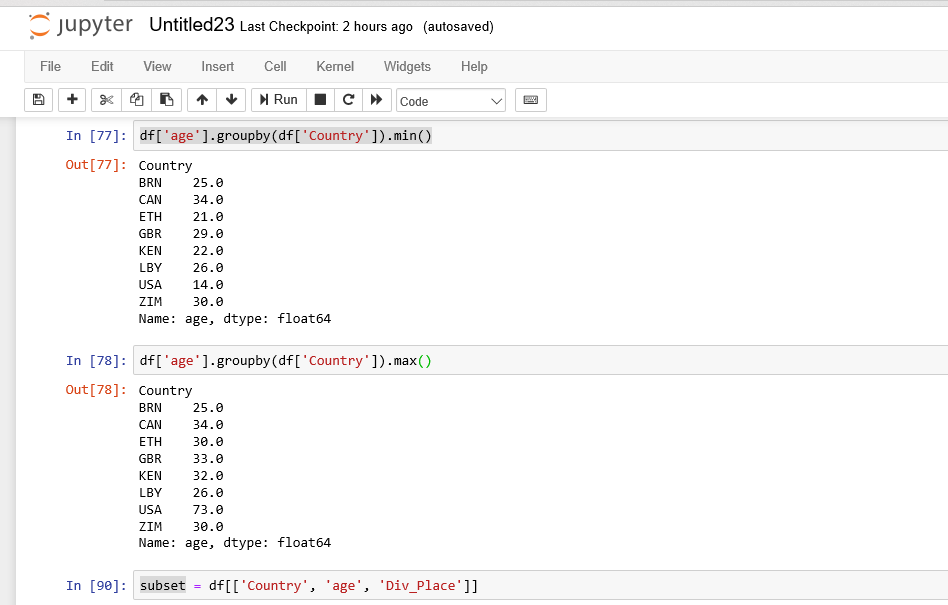 jupyter Untitled23 Last Checkpoint: 2 hours ago (autosaved)
File Edit View Insert Cell Kernel Widgets Help
Run Code
In [77]: df['age'].groupby(df['Country']).min()
Out[77]: Country
BRN 25.0
CAN 34.0
ETH 21.0
GBR 29.0
KEN 22.0
LBY 26.0
USA 14.0
ZIM 30.0
Name: age, dtype: float64
In [78]: df['age'].groupby(df['Country']).max()
Out[78]: Country
BRN 25.0
CAN 34.0
ETH 30.0
GBR 33.0
KEN 32.0
LBY 26.0
USA 73.0
ZIM 30.0
Name: age, dtype: float64
In [90]: subset = df[['Country', 'age', 'Div_Place']]